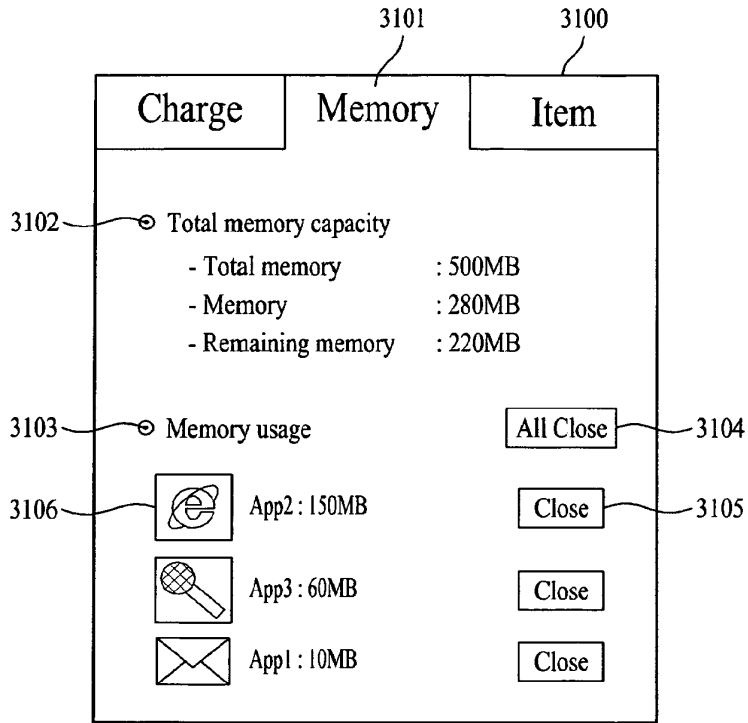 3101
3100
Charge
Memory
Item
3102
Total memory capacity
- Total memory : 500MB
- Memory : 280MB
- Remaining memory : 220MB
3103
Memory usage
All Close
3104
3106
e
App2 : 150MB
Close
3105
App3 : 60MB
Close
App1 : 10MB
Close